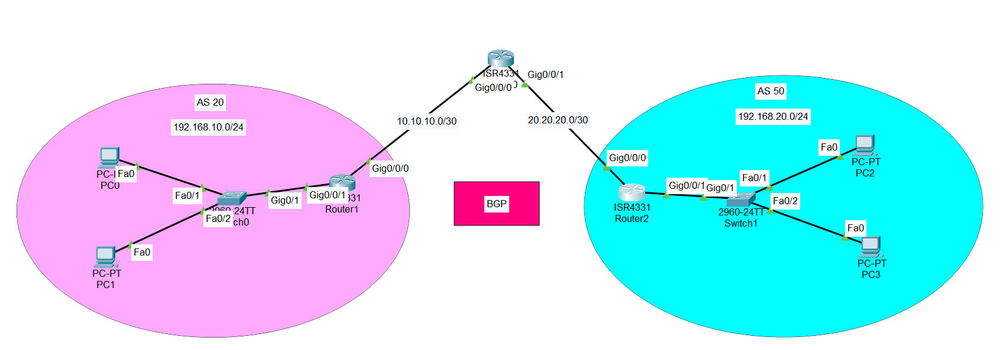 ISR4331
Gig0/0/1
Gig0/0/0
AS 20
192.168.10.0/24
10.10.10.0/30
20.20.20.0/30
AS 50
192.168.20.0/24
Fa0
PC0
Fa0/1
Gig0/1
Gig0/0/1
Gig0/0/0
Router1
2960-24TT
Fa0/2
Fa0
PC-PT
PC1
BGP
Gig0/0/0
Gig0/0/1
Gig0/1
ISR4331
Router2
Fa0/1
Fa0/2
2960-24TT
Switch1
Fa0
PC-PT
PC2
Fa0
PC-PT
PC3